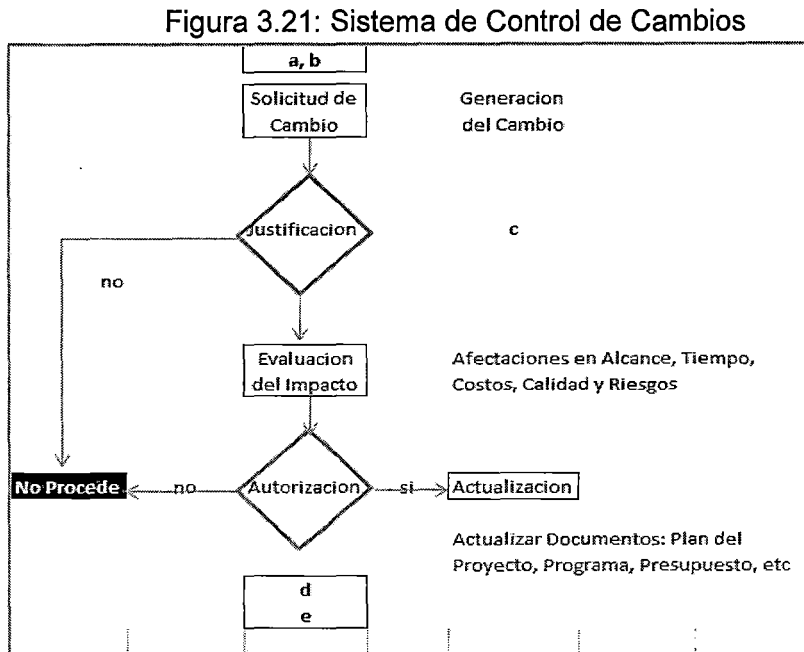 Figura 3.21: Sistema de Control de Cambios
a, b
Solicitud de
Cambio
Generacion
del Cambio
Justificacion
c
no
Evaluacion
del Impacto
Afectaciones en Alcance, Tiempo,
Costos, Calidad y Riesgos
No Procede
no
Autorizacion
si
Actualizacion
Actualizar Documentos: Plan del
Proyecto, Programa, Presupuesto, etc
d
e